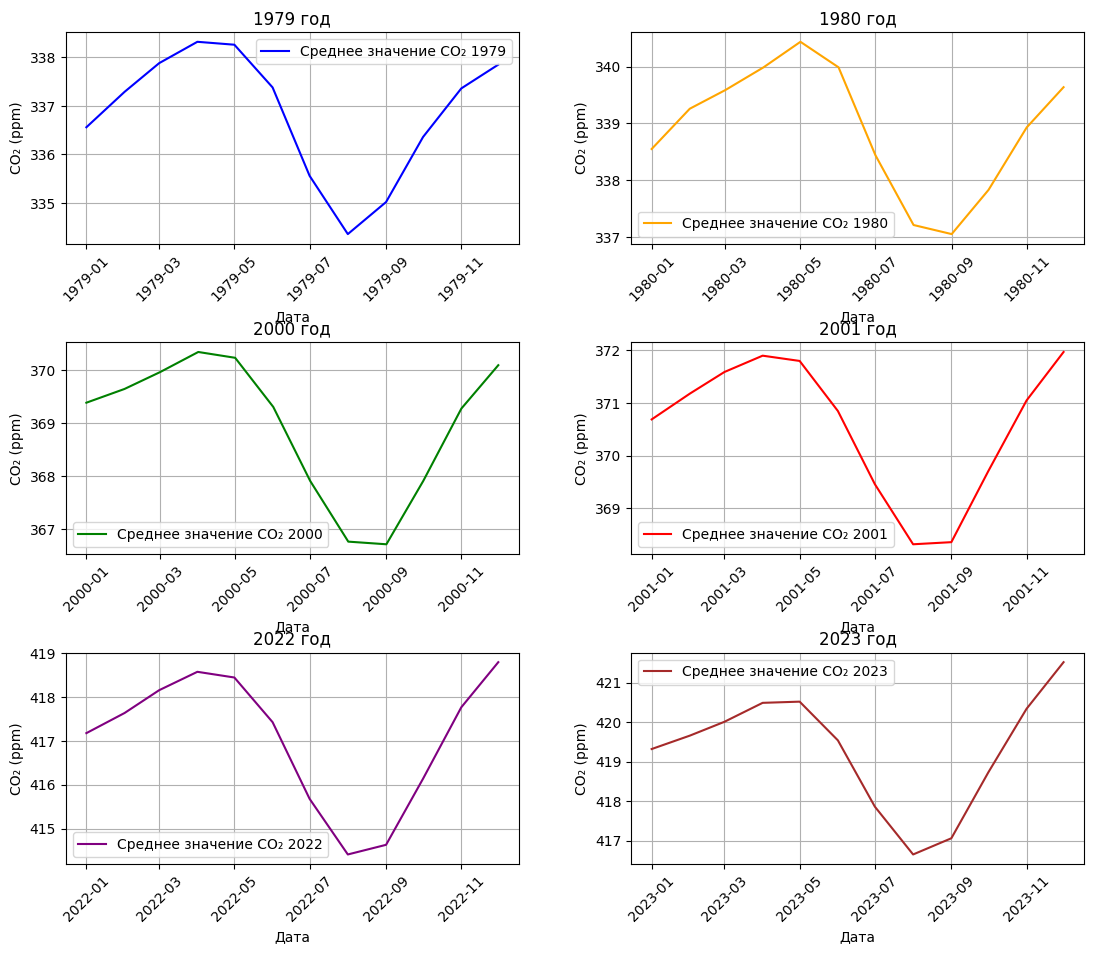 1979 год
CO₂ (ppm)
338
337
336
335
Среднее значение CO₂ 1979
1979-01
1979-03
1979-05
1979-07
1979-09
1979-11
Дата
1980 год
CO₂ (ppm)
340
339
338
337
Среднее значение CO₂ 1980
1980-01
1980-03
1980-05
1980-07
1980-09
1980-11
Дата
2000 год
CO₂ (ppm)
370
369
368
367
Среднее значение CO₂ 2000
2000-01
2000-03
2000-05
2000-07
2000-09
2000-11
Дата
2001 год
CO₂ (ppm)
372
371
370
369
Среднее значение CO₂ 2001
2001-01
2001-03
2001-05
2001-07
2001-09
2001-11
Дата
2022 год
CO₂ (ppm)
419
418
417
416
415
Среднее значение CO₂ 2022
2022-01
2022-03
2022-05
2022-07
2022-09
2022-11
Дата
2023 год
CO₂ (ppm)
421
420
419
418
417
Среднее значение CO₂ 2023
2023-01
2023-03
2023-05
2023-07
2023-09
2023-11
Дата